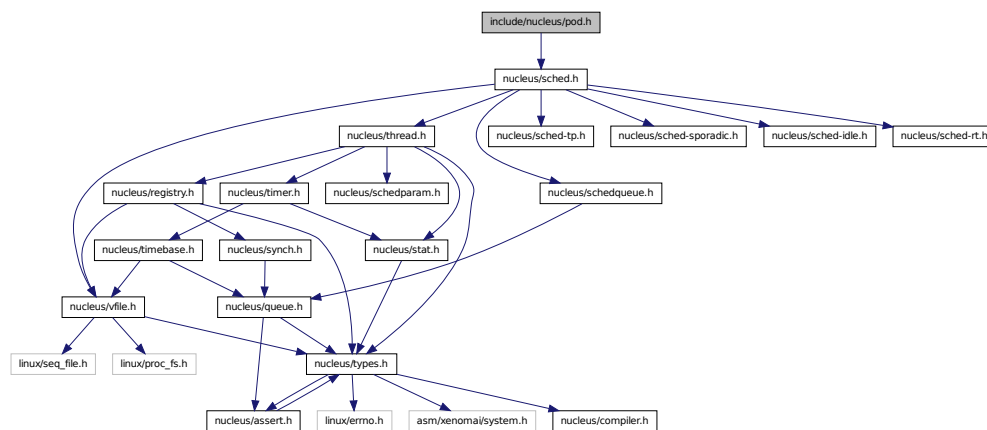 include/nucleus/pod.h
nucleus/sched.h
nucleus/thread.h
nucleus/sched-tp.h
nucleus/sched-sporadic.h
nucleus/sched-idle.h
nucleus/sched-rt.h
nucleus/registry.h
nucleus/timer.h
nucleus/schedparam.h
nucleus/schedqueue.h
nucleus/timebase.h
nucleus/synch.h
nucleus/stat.h
nucleus/vfile.h
nucleus/queue.h
linux/seq_file.h
linux/proc_fs.h
nucleus/types.h
nucleus/assert.h
linux/errno.h
asm/xenomai/system.h
nucleus/compiler.h